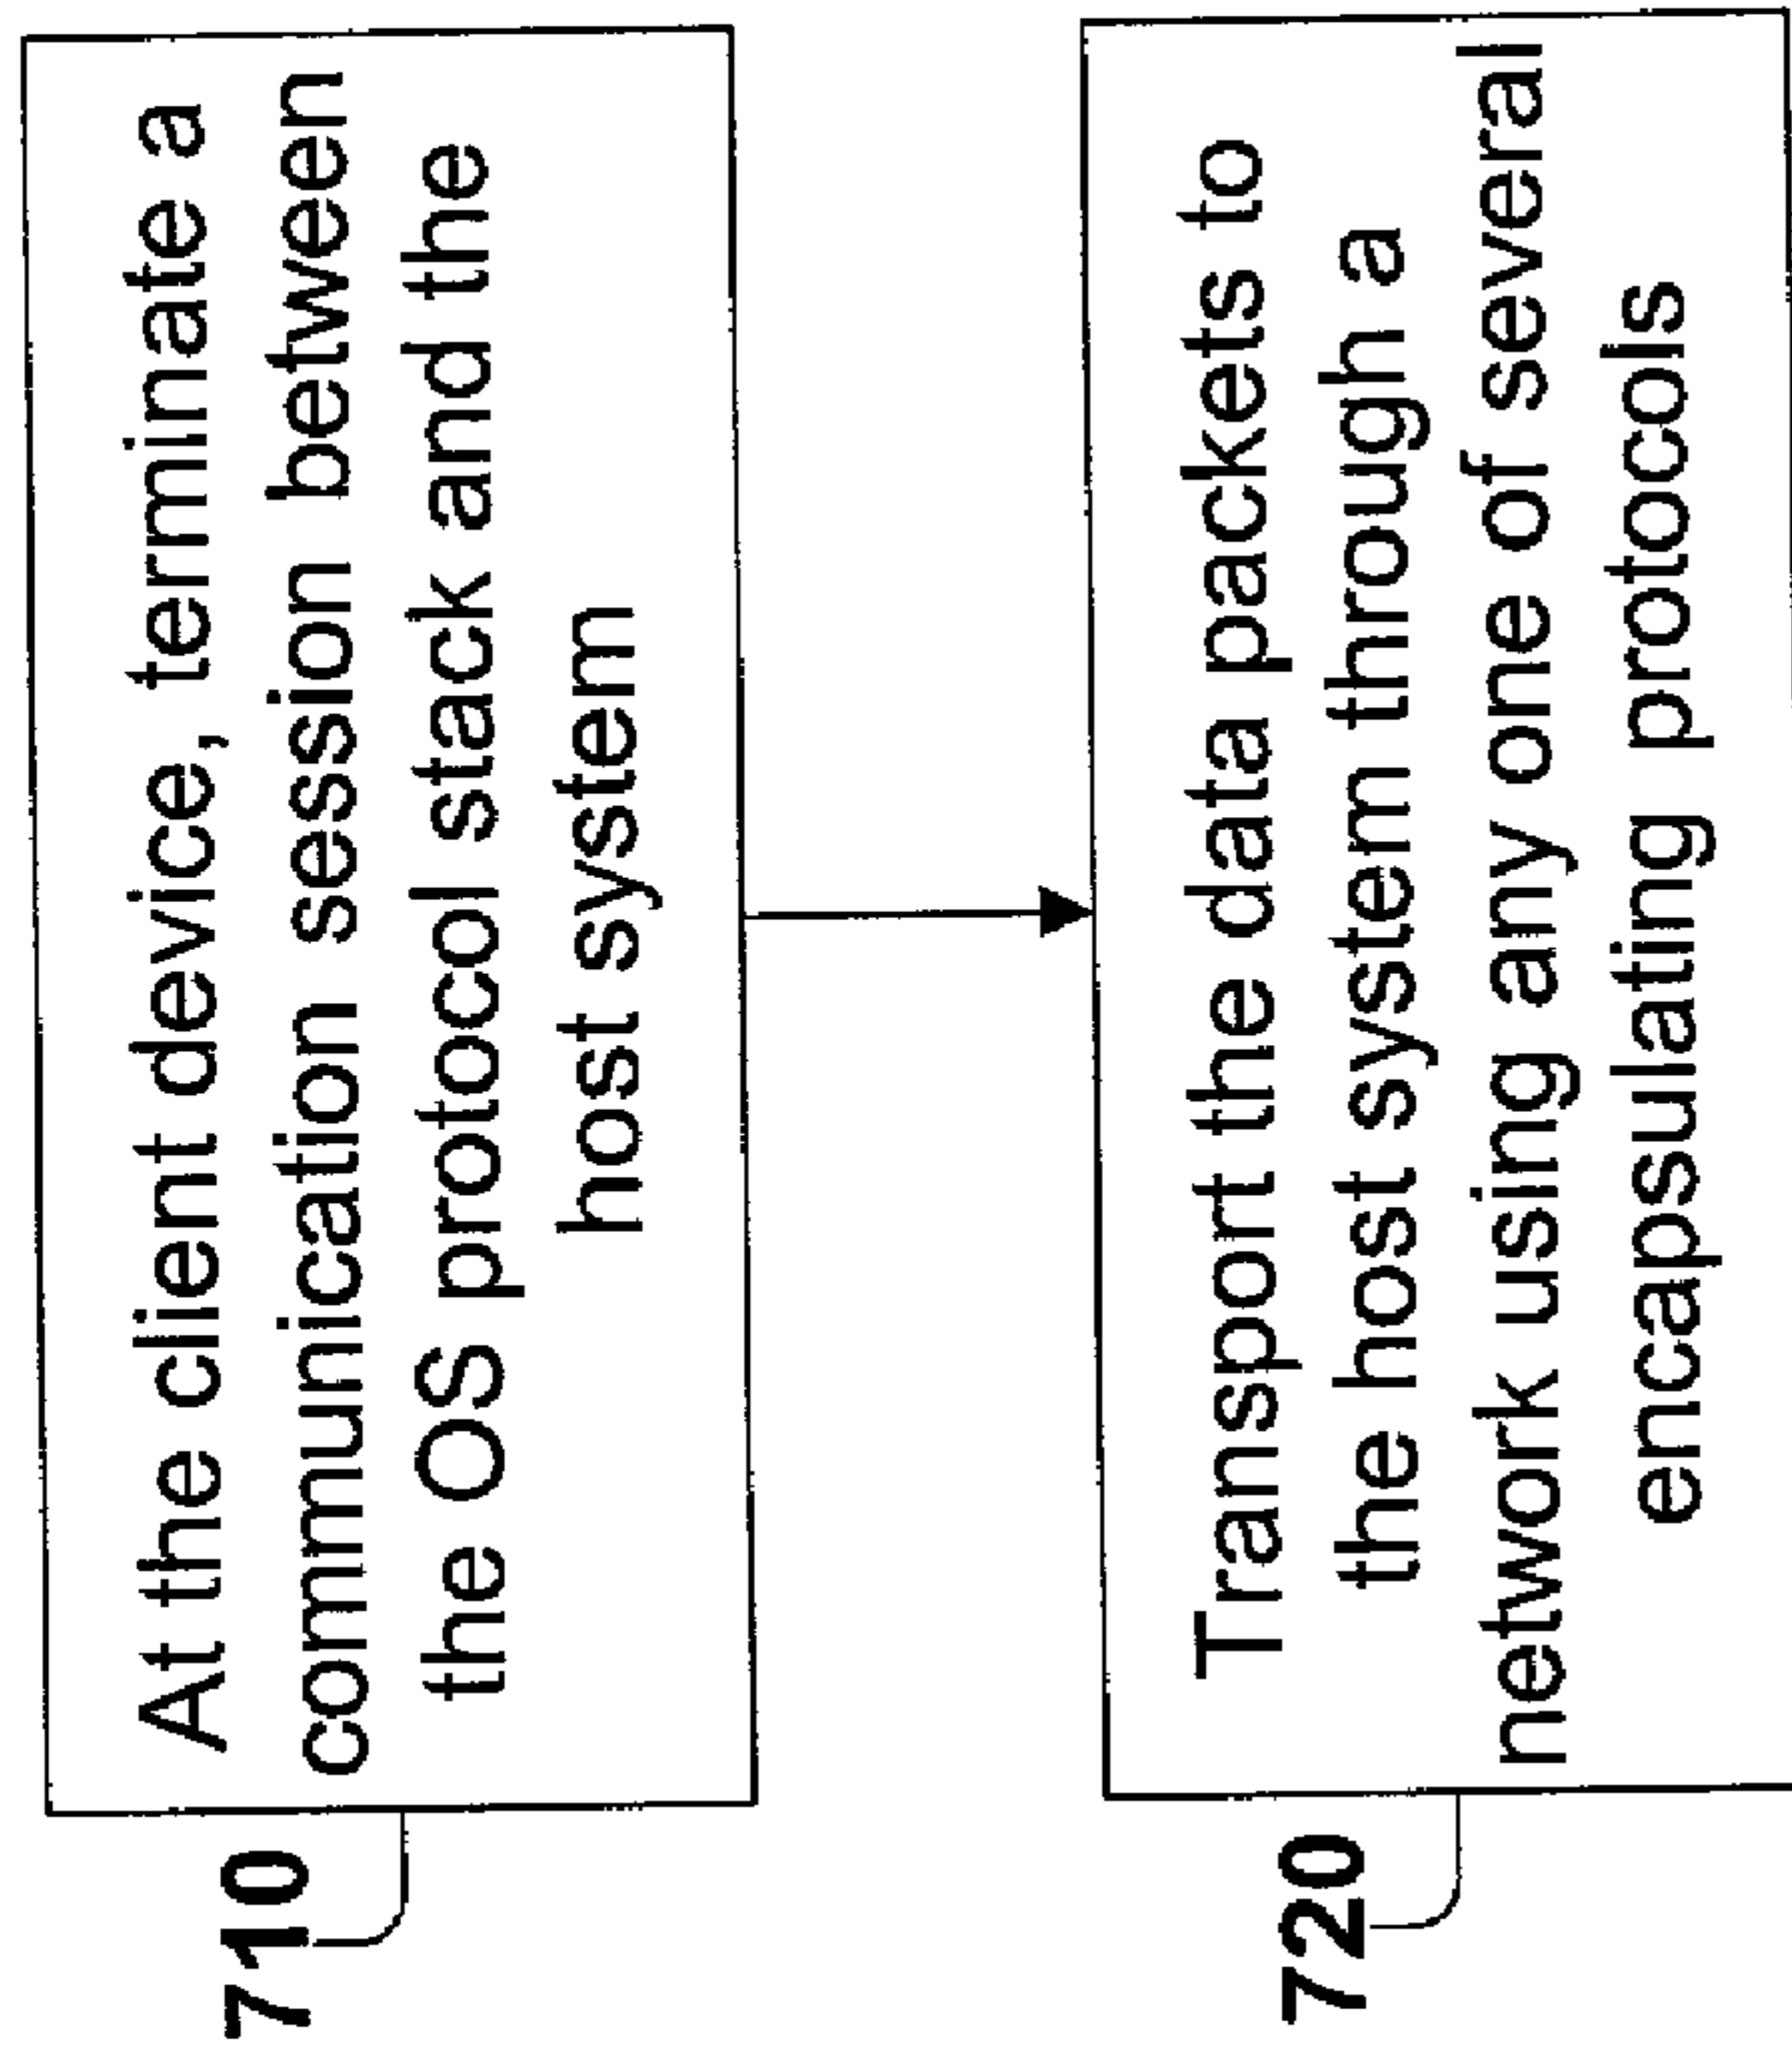 710
At the client device, terminate a
communication session between
the OS protocol stack and the
host system
720
Transport the data packets to
the host system through a
network using any one of several
encapsulating protocols